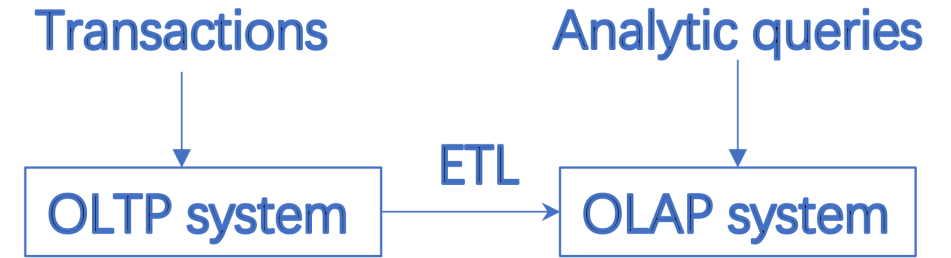 Transactions
Analytic queries
ETL
OLTP system
OLAP system